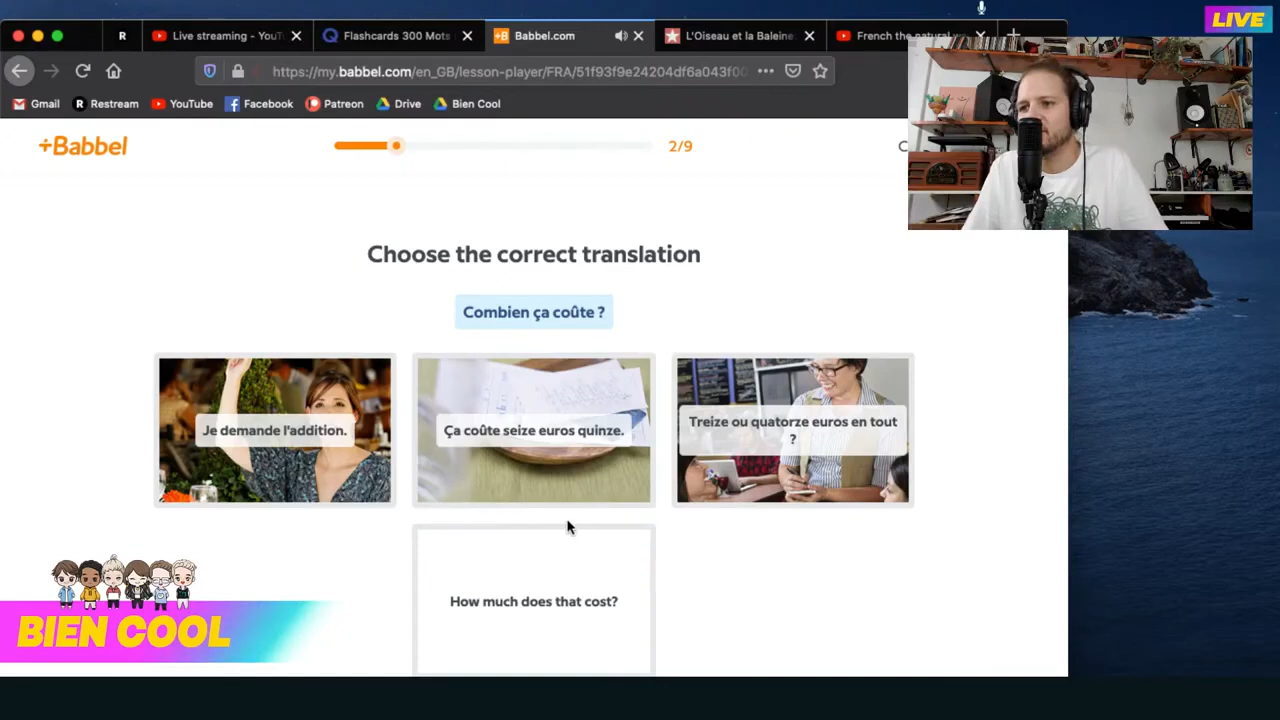 LIVE
R
Live streaming - YouT
Flashcards 300 Mots
Babbel.com
L'Oiseau et la Baleine
French the natural w
https://my.babbel.com/en_GB/lesson-player/FRA/51f93f9e24204df6a043f00
Gmail
R Restream
YouTube
Facebook
Patreon
Drive
Bien Cool
+Babbel
2/9
Choose the correct translation
Combien ça coûte ?
Je demande l'addition.
Ça coûte seize euros quinze.
Treize ou quatorze euros en tout
?
How much does that cost?
BIEN COOL